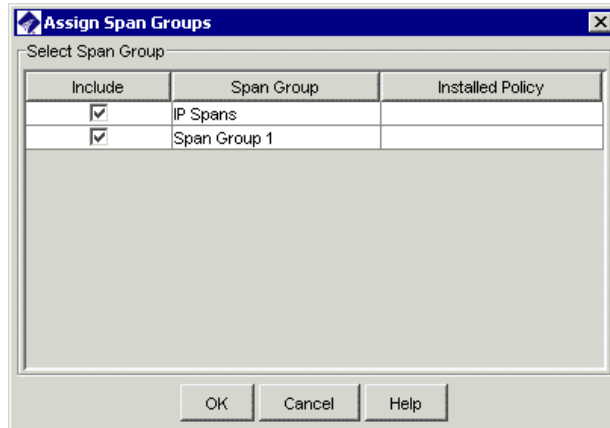 Assign Span Groups
Select Span Group
Include Span Group Installed Policy
IP Spans
Span Group 1
OK Cancel Help